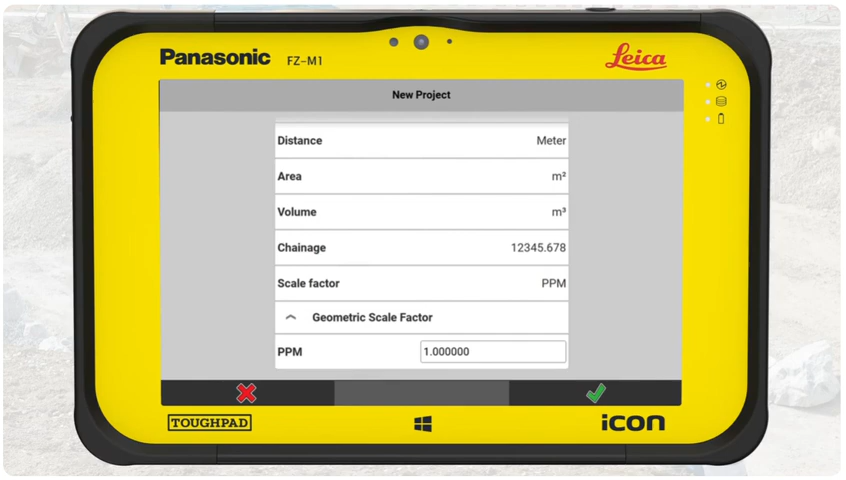 Panasonic FZ-M1
Leica
New Project
Distance Meter
Area m²
Volume m³
Chainage 12345.678
Scale factor PPM
Geometric Scale Factor
PPM 1.000000
TOUGHPAD
iCON